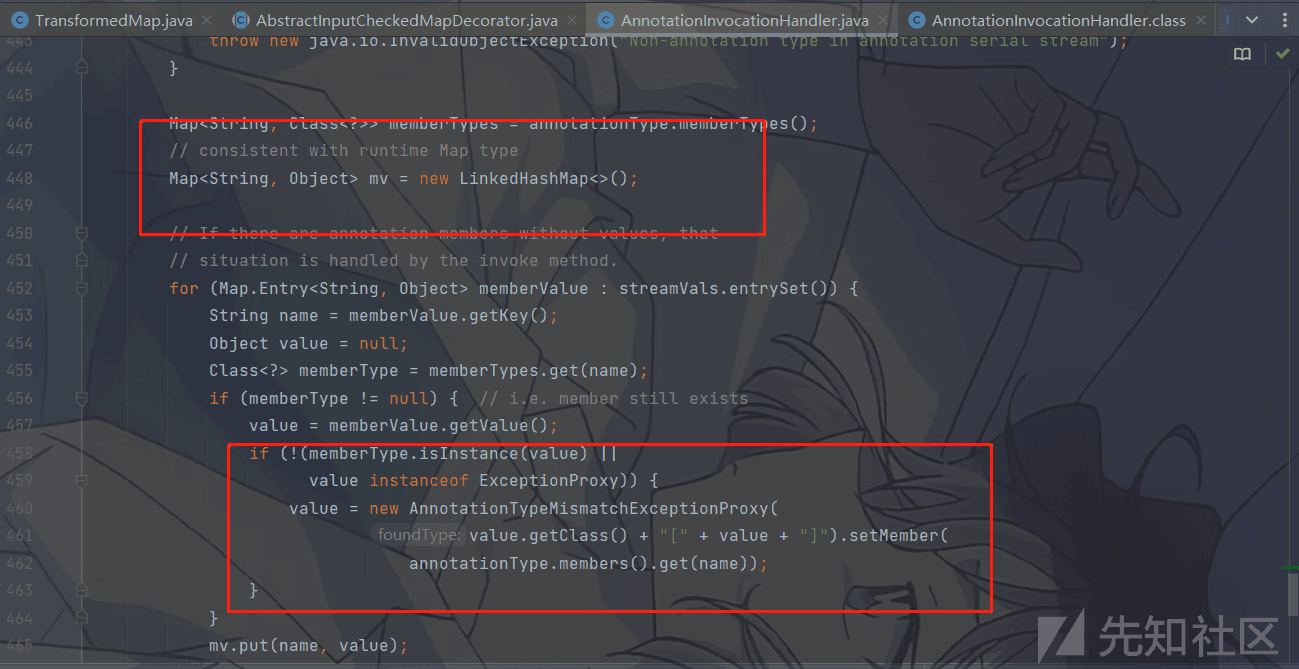 TransformedMap.java AbstractInputCheckedMapDecorator.java AnnotationInvocationHandler.java AnnotationInvocationHandler.class
443 throw new java.io.InvalidObjectException("Non-annotation type in annotation serial stream");
444 }
445
446 Map<String, Class<?>> memberTypes = annotationType.memberTypes();
447 // consistent with runtime Map type
448 Map<String, Object> mv = new LinkedHashMap<>();
449
450 // If there are annotation members without values, that
451 // situation is handled by the invoke method.
452 for (Map.Entry<String, Object> memberValue : streamVals.entrySet()) {
453 String name = memberValue.getKey();
454 Object value = null;
455 Class<?> memberType = memberTypes.get(name);
456 if (memberType != null) { // i.e. member still exists
457 value = memberValue.getValue();
458 if (!(memberType.isInstance(value) ||
459 value instanceof ExceptionProxy)) {
460 value = new AnnotationTypeMismatchExceptionProxy(
461 foundType: value.getClass() + "[" + value + "]").setMember(
462 annotationType.members().get(name));
463 }
464 }
465 mv.put(name, value);
先知社区